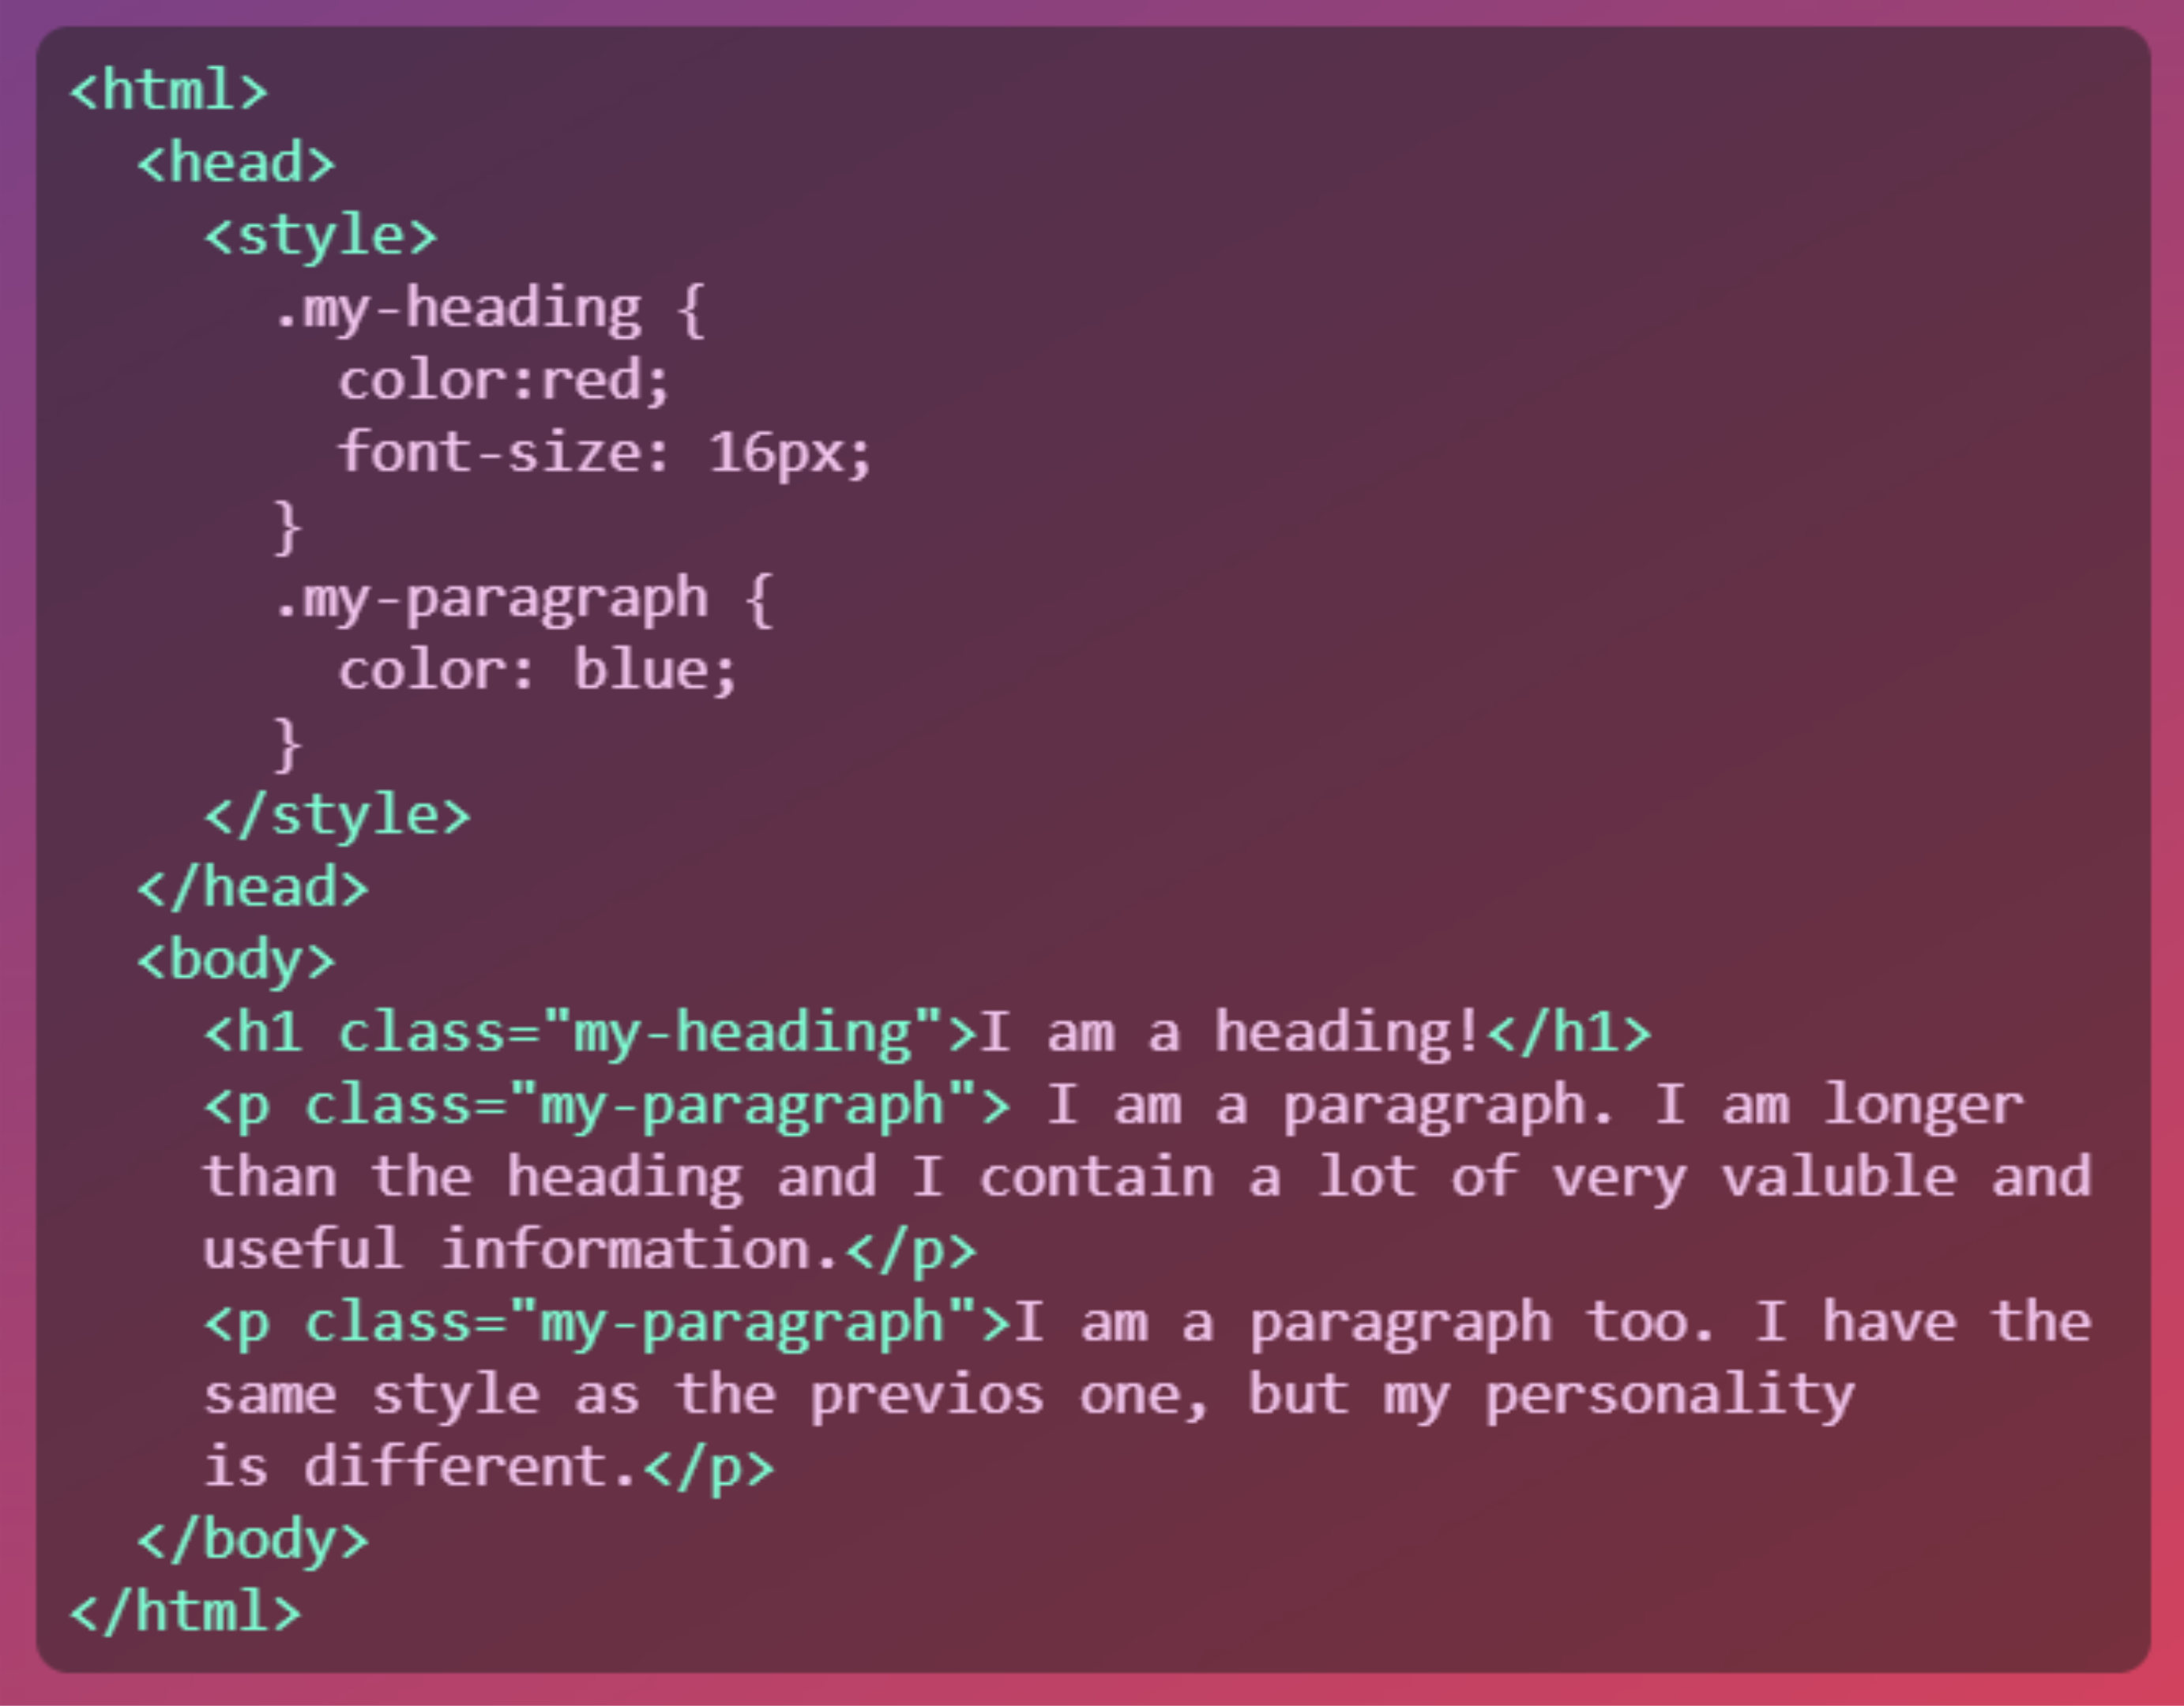 <html>
  <head>
    <style>
      .my-heading {
        color:red;
        font-size: 16px;
      }
      .my-paragraph {
        color: blue;
      }
    </style>
  </head>
  <body>
    <h1 class="my-heading">I am a heading!</h1>
    <p class="my-paragraph"> I am a paragraph. I am longer
    than the heading and I contain a lot of very valuble and
    useful information.</p>
    <p class="my-paragraph">I am a paragraph too. I have the
    same style as the previos one, but my personality
    is different.</p>
  </body>
</html>